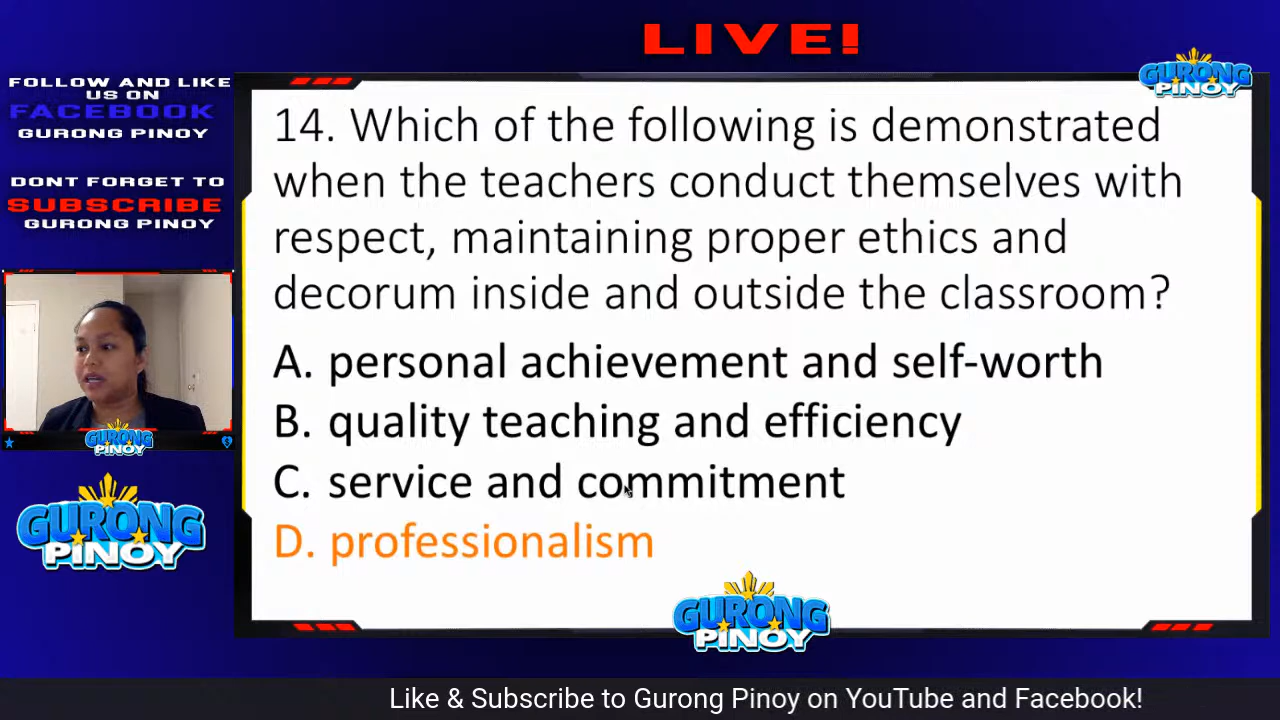 LIVE!
GURONG
PINOY
FOLLOW AND LIKE
US ON
FACEBOOK
GURONG PINOY
DONT FORGET TO
SUBSCRIBE
GURONG PINOY
14. Which of the following is demonstrated
when the teachers conduct themselves with
respect, maintaining proper ethics and
decorum inside and outside the classroom?
A. personal achievement and self-worth
B. quality teaching and efficiency
C. service and commitment
D. professionalism
GURONG
PINOY
GURONG
PINOY
GURONG
PINOY
Like & Subscribe to Gurong Pinoy on YouTube and Facebook!